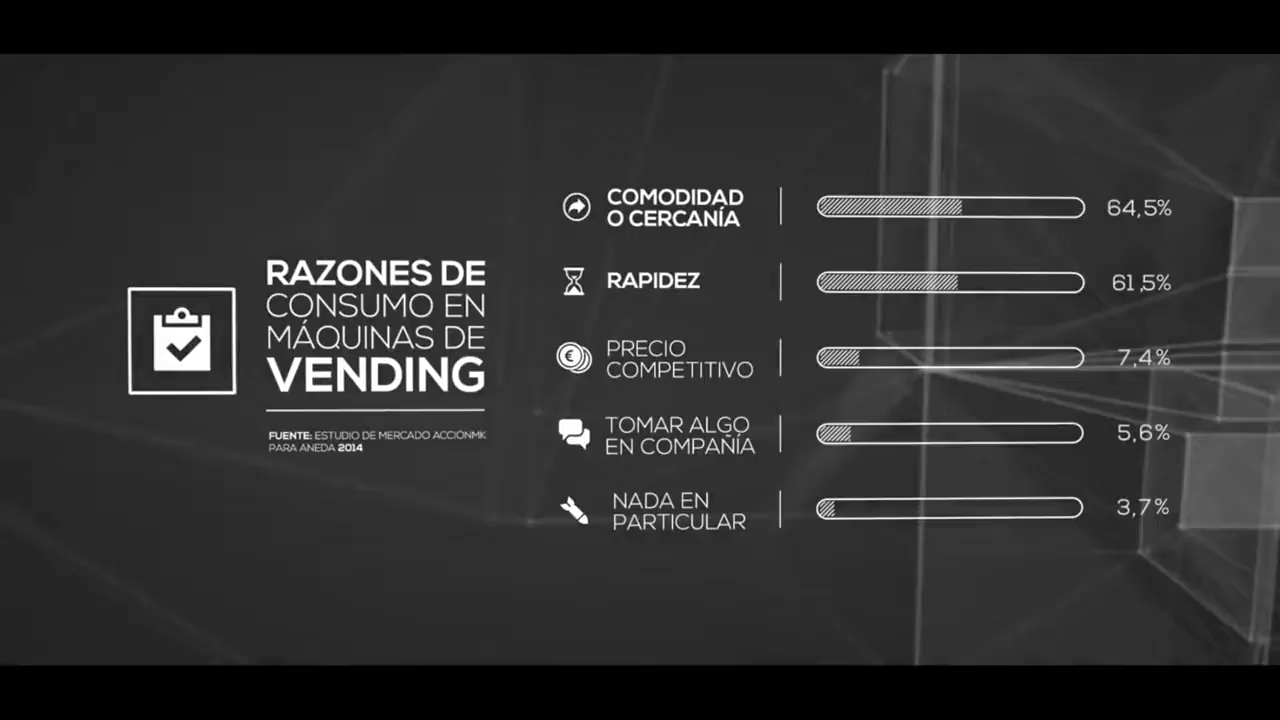 RAZONES DE
CONSUMO EN
MÁQUINAS DE
VENDING
FUENTE: ESTUDIO DE MERCADO ACCIÓNMK
PARA ANEDA 2014
COMODIDAD
O CERCANÍA
64,5%
RAPIDEZ
61,5%
PRECIO
COMPETITIVO
7,4%
TOMAR ALGO
EN COMPAÑÍA
5,6%
NADA EN
PARTICULAR
3,7%